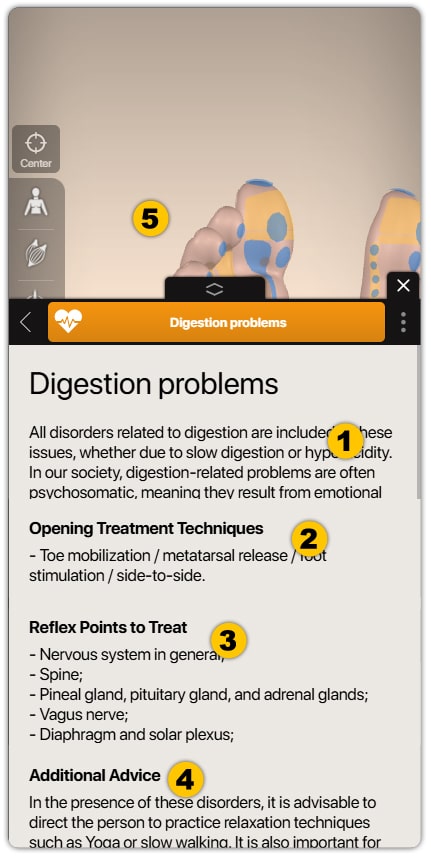 Center
5
Digestion problems
Digestion problems
All disorders related to digestion are included 1 these
issues, whether due to slow digestion or
In our society, digestion-related problems are often
psychosomatic, meaning they result from emotional
Opening Treatment Techniques 2
- Toe mobilization / metatarsal release / foot
stimulation / side-to-side.
Reflex Points to Treat 3
- Nervous system in general;
- Spine;
- Pineal gland, pituitary gland, and adrenal glands;
- Vagus nerve;
- Diaphragm and solar plexus;
Additional Advice 4
In the presence of these disorders, it is advisable to
direct the person to practice relaxation techniques
such as Yoga or slow walking. It is also important for